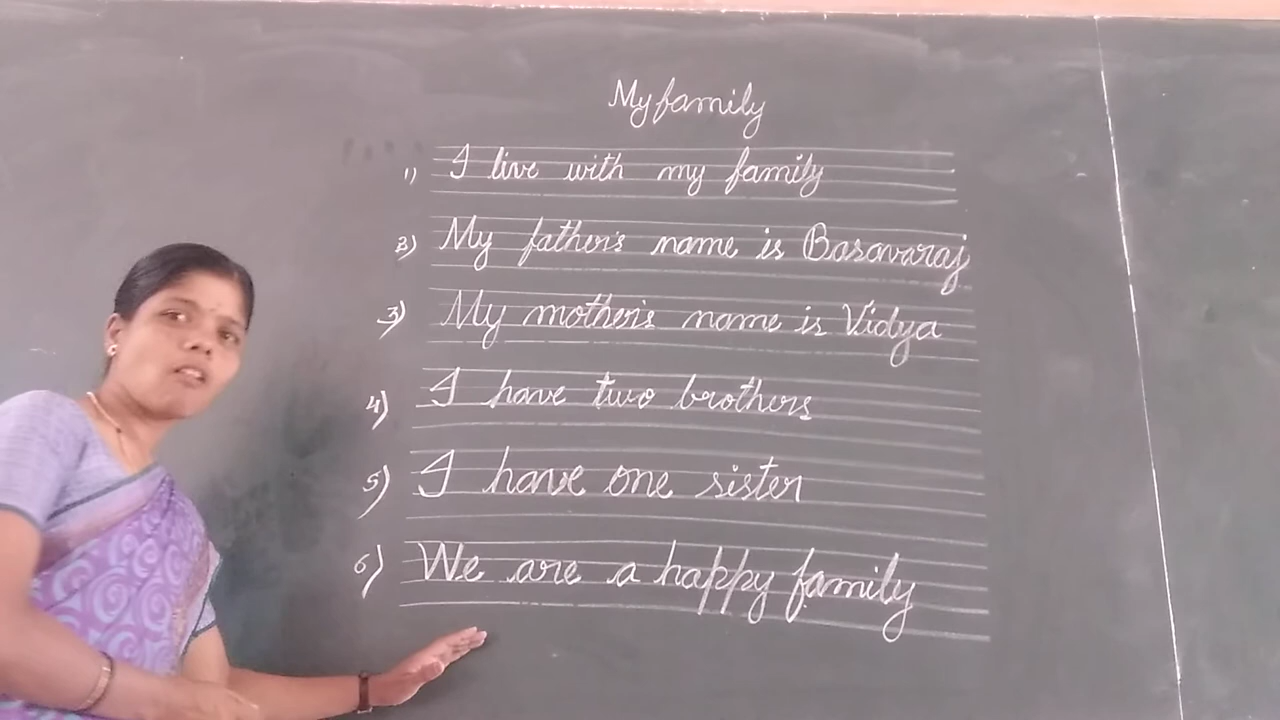 My family
1) I live with my family
2) My father's name is Basavaraj
3) My mother's name is Vidya
4) I have two brothers
5) I have one sister
6) We are a happy family